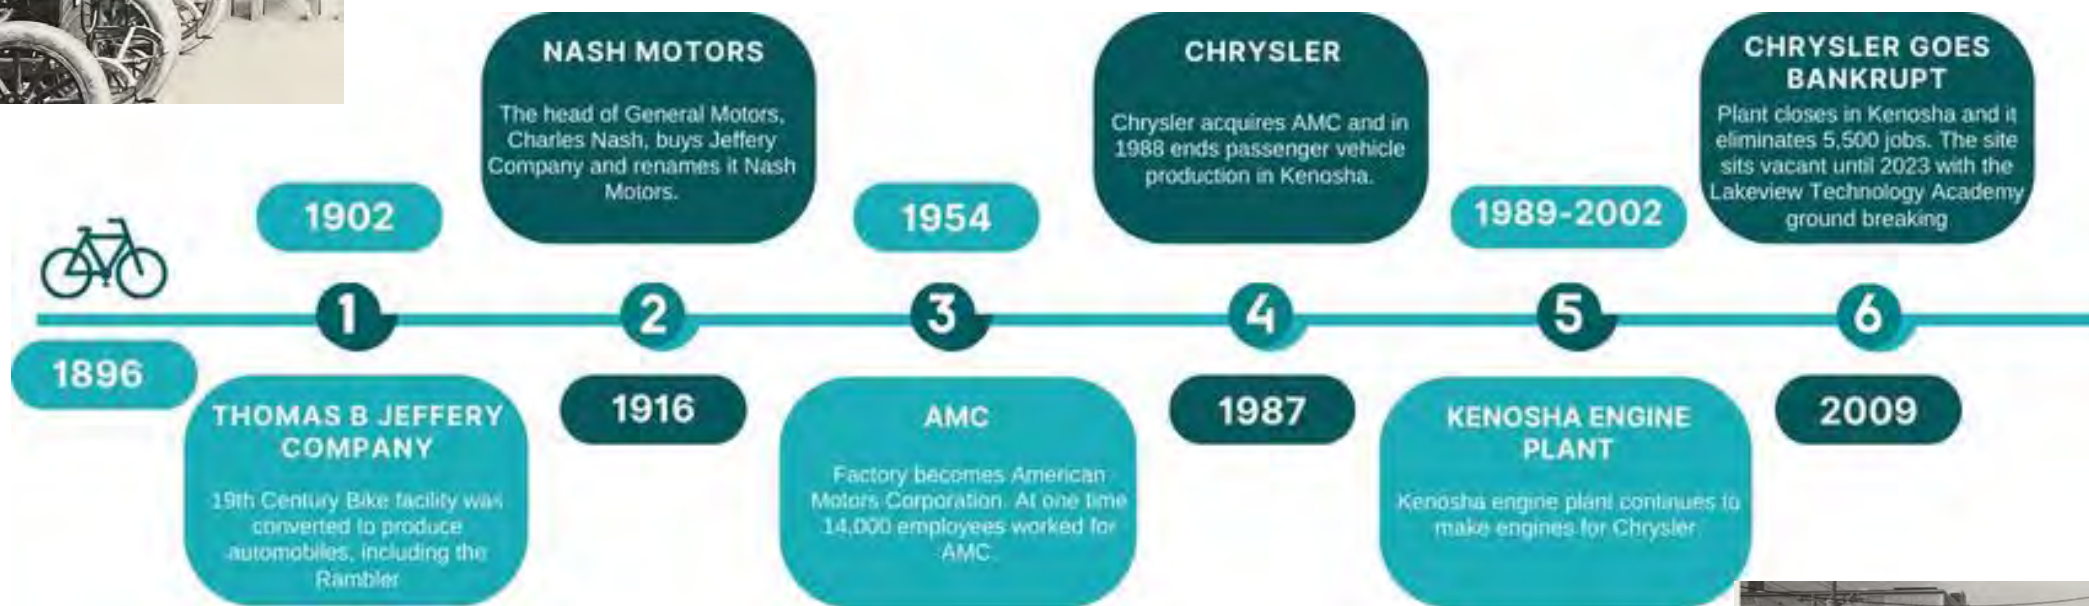 1896
1902
1
THOMAS B JEFFERY
COMPANY
19th Century Bike facility was
converted to produce
automobiles, including the
Rambler
NASH MOTORS
The head of General Motors,
Charles Nash, buys Jeffery
Company and renames it Nash
Motors.
2
1916
1954
3
AMC
Factory becomes American
Motors Corporation. At one time
14,000 employees worked for
AMC.
CHRYSLER
Chrysler acquires AMC and in
1988 ends passenger vehicle
production in Kenosha.
4
1987
1989-2002
5
KENOSHA ENGINE
PLANT
Kenosha engine plant continues to
make engines for Chrysler
CHRYSLER GOES
BANKRUPT
Plant closes in Kenosha and it
eliminates 5,500 jobs. The site
sits vacant until 2023 with the
Lakeview Technology Academy
ground breaking
6
2009